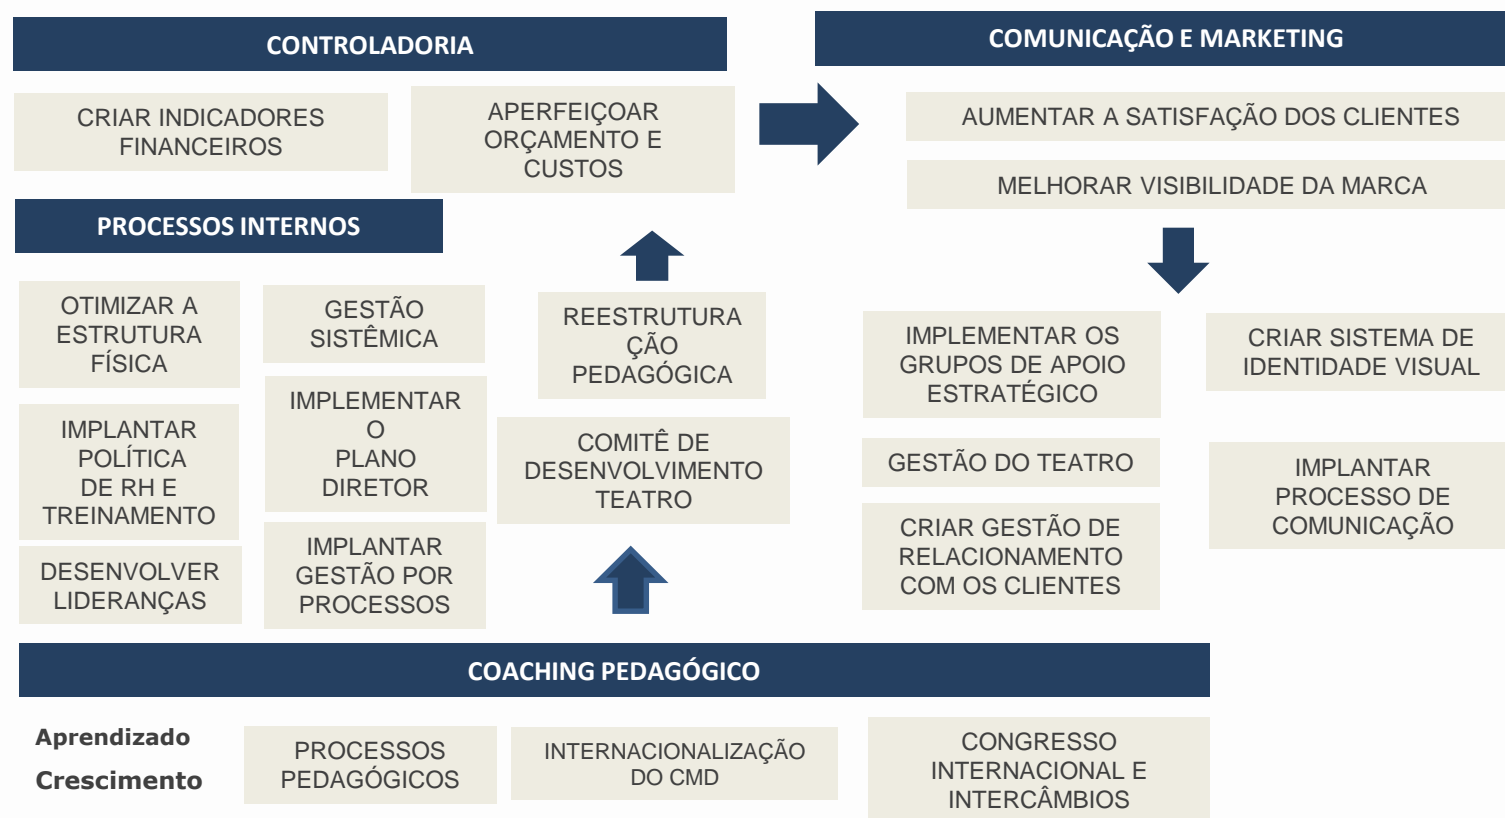 CONTROLADORIA
CRIAR INDICADORES
FINANCEIROS
APERFEIÇOAR
ORÇAMENTO E
CUSTOS
COMUNICAÇÃO E MARKETING
AUMENTAR A SATISFAÇÃO DOS CLIENTES
MELHORAR VISIBILIDADE DA MARCA
PROCESSOS INTERNOS
OTIMIZAR A
ESTRUTURA
FÍSICA
GESTÃO
SISTÊMICA
REESTRUTURA
ÇÃO
PEDAGÓGICA
IMPLANTAR
POLÍTICA
DE RH E
TREINAMENTO
IMPLEMENTAR
O
PLANO
DIRETOR
COMITÊ DE
DESENVOLVIMENTO
TEATRO
DESENVOLVER
LIDERANÇAS
IMPLANTAR
GESTÃO POR
PROCESSOS
IMPLEMENTAR OS
GRUPOS DE APOIO
ESTRATÉGICO
CRIAR SISTEMA DE
IDENTIDADE VISUAL
GESTÃO DO TEATRO
IMPLANTAR
PROCESSO DE
COMUNICAÇÃO
CRIAR GESTÃO DE
RELACIONAMENTO
COM OS CLIENTES
COACHING PEDAGÓGICO
Aprendizado
Crescimento
PROCESSOS
PEDAGÓGICOS
INTERNACIONALIZAÇÃO
DO CMD
CONGRESSO
INTERNACIONAL E
INTERCÂMBIOS